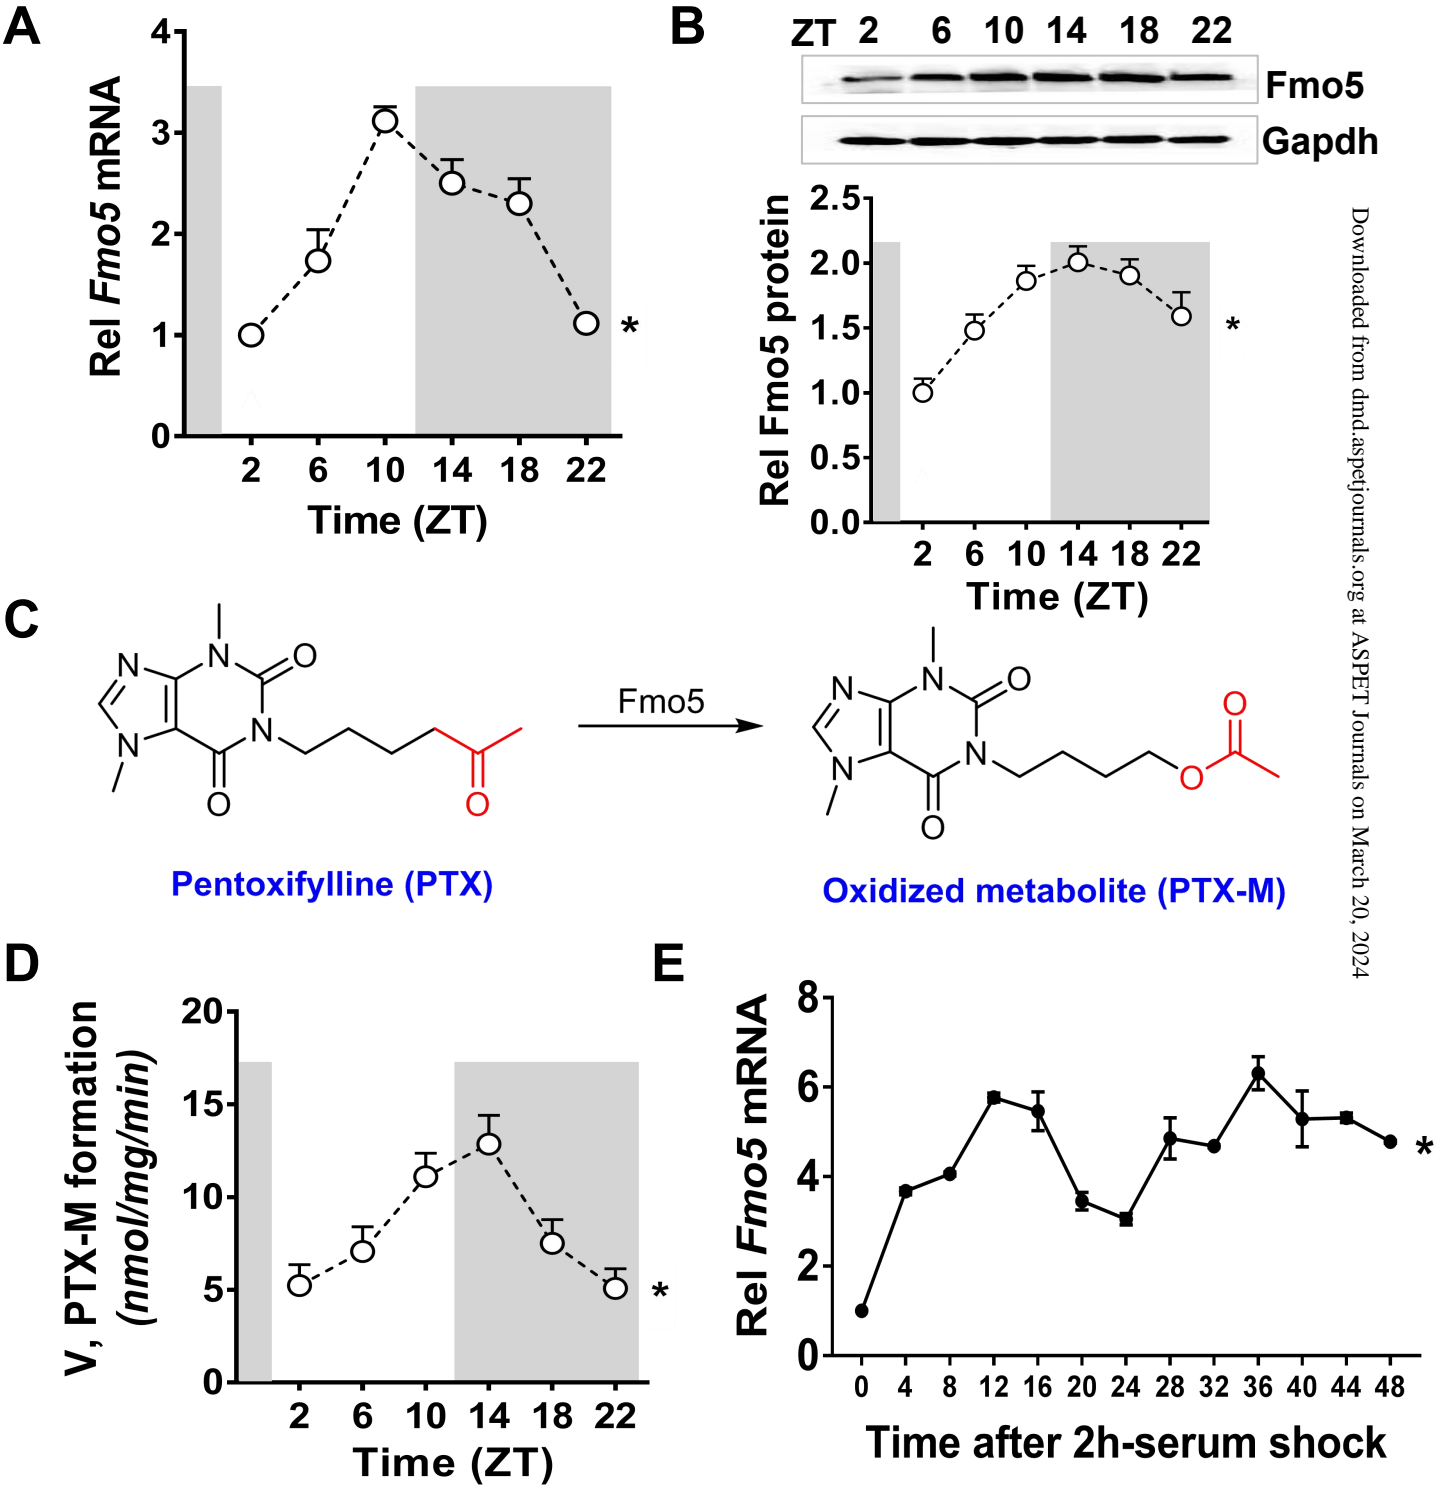 A
Rel Fmo5 mRNA
4
3
2
1
0
2 6 10 14 18 22
*
Time (ZT)
B
ZT 2 6 10 14 18 22
Fmo5
Gapdh
Rel Fmo5 protein
2.5
2.0
1.5
1.0
0.5
0.0
2 6 10 14 18 22
*
Time (ZT)
C
N
N
N
N
O
O
O
Pentoxifylline (PTX)
Fmo5
N
N
N
N
O
O
O
O
Oxidized metabolite (PTX-M)
D
V, PTX-M formation
(nmol/mg/min)
20
15
10
5
0
2 6 10 14 18 22
*
Time (ZT)
E
Rel Fmo5 mRNA
8
6
4
2
0
0 4 8 12 16 20 24 28 32 36 40 44 48
*
Time after 2h-serum shock
Downloaded from dmd.aspetjournals.org at ASPET Journals on March 20, 2024